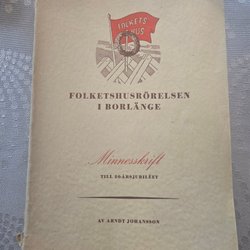 FOLKETS
HUS
FOLKETSHUSRÖRELSEN
I BORLÄNGE
Minnesskrift
TILL 50-ÅRSJUBILÉET
AV ARNDT JOHANSSON